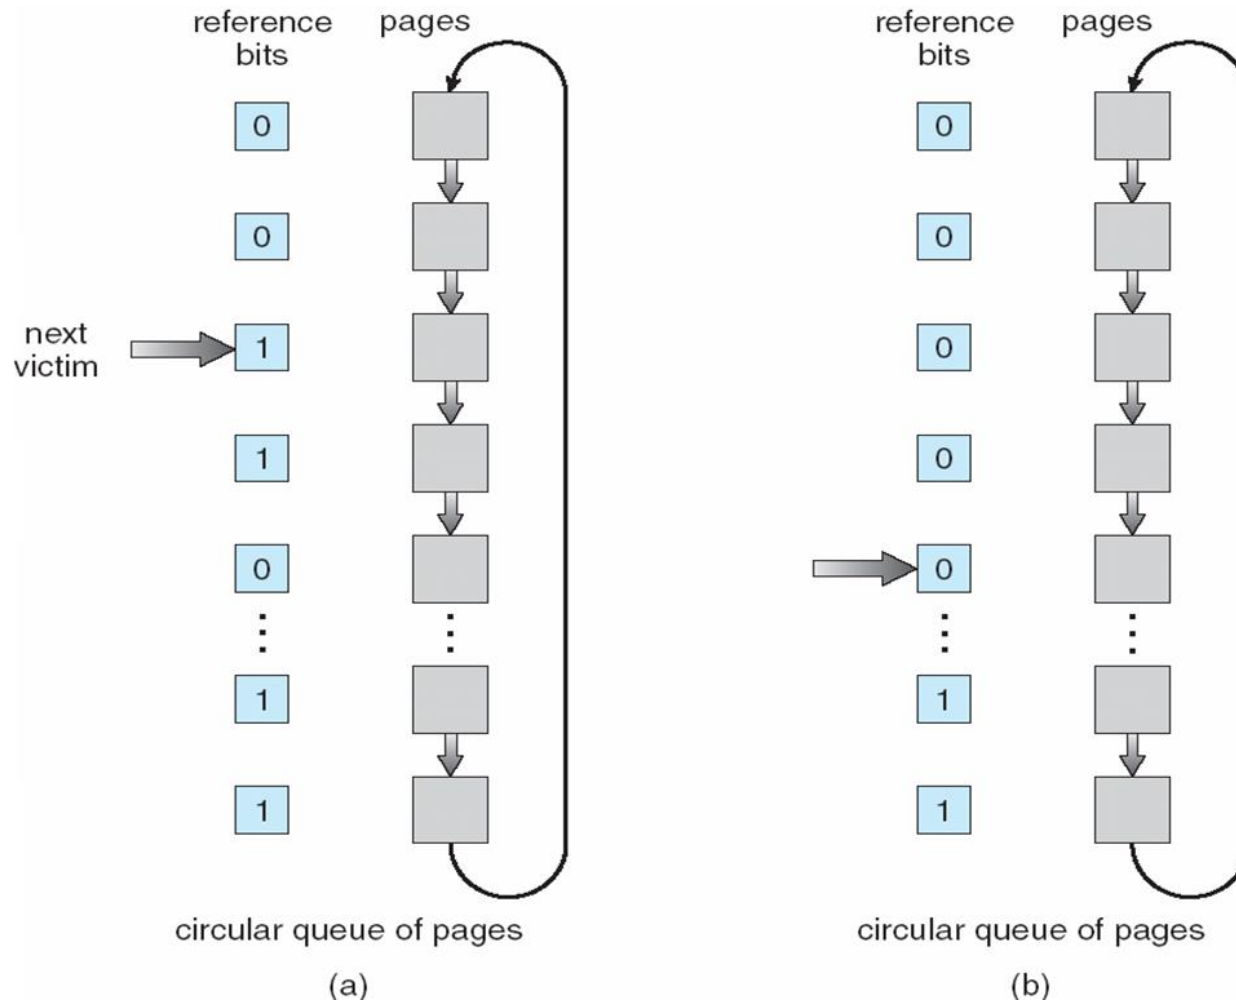 reference
bits
pages
0
0
next
victim
1
1
0
1
1
circular queue of pages
(a)
reference
bits
pages
0
0
0
0
0
1
1
circular queue of pages
(b)